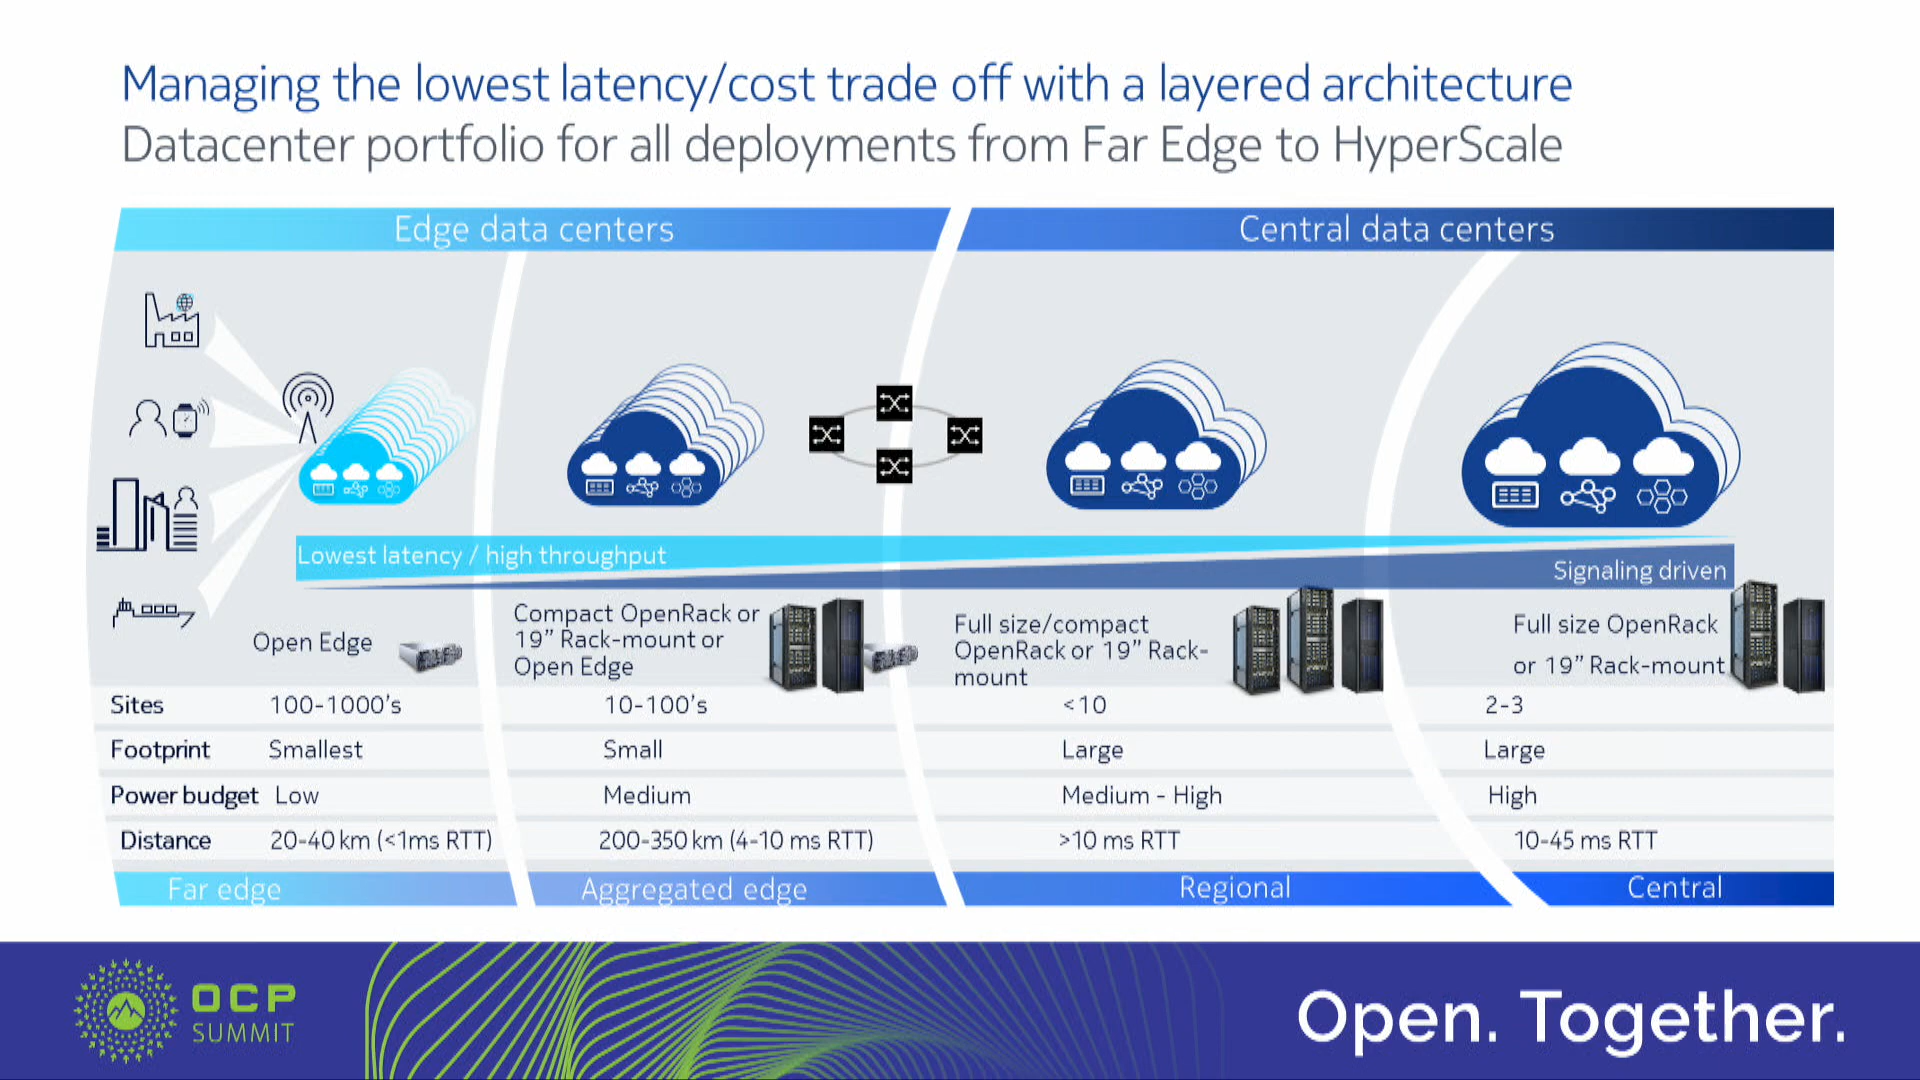 Managing the lowest latency/cost trade off with a layered architecture
Datacenter portfolio for all deployments from Far Edge to HyperScale
Edge data centers
Central data centers
Lowest latency / high throughput
Signaling driven
Open Edge
Compact OpenRack or
19” Rack-mount or
Open Edge
Full size/compact
OpenRack or 19” Rack-
mount
Full size OpenRack
or 19” Rack-mount
Sites 100-1000’s 10-100’s <10 2-3
Footprint Smallest Small Large Large
Power budget Low Medium Medium - High High
Distance 20-40 km (<1ms RTT) 200-350 km (4-10 ms RTT) >10 ms RTT 10-45 ms RTT
Far edge Aggregated edge Regional Central
OCP
SUMMIT
Open. Together.